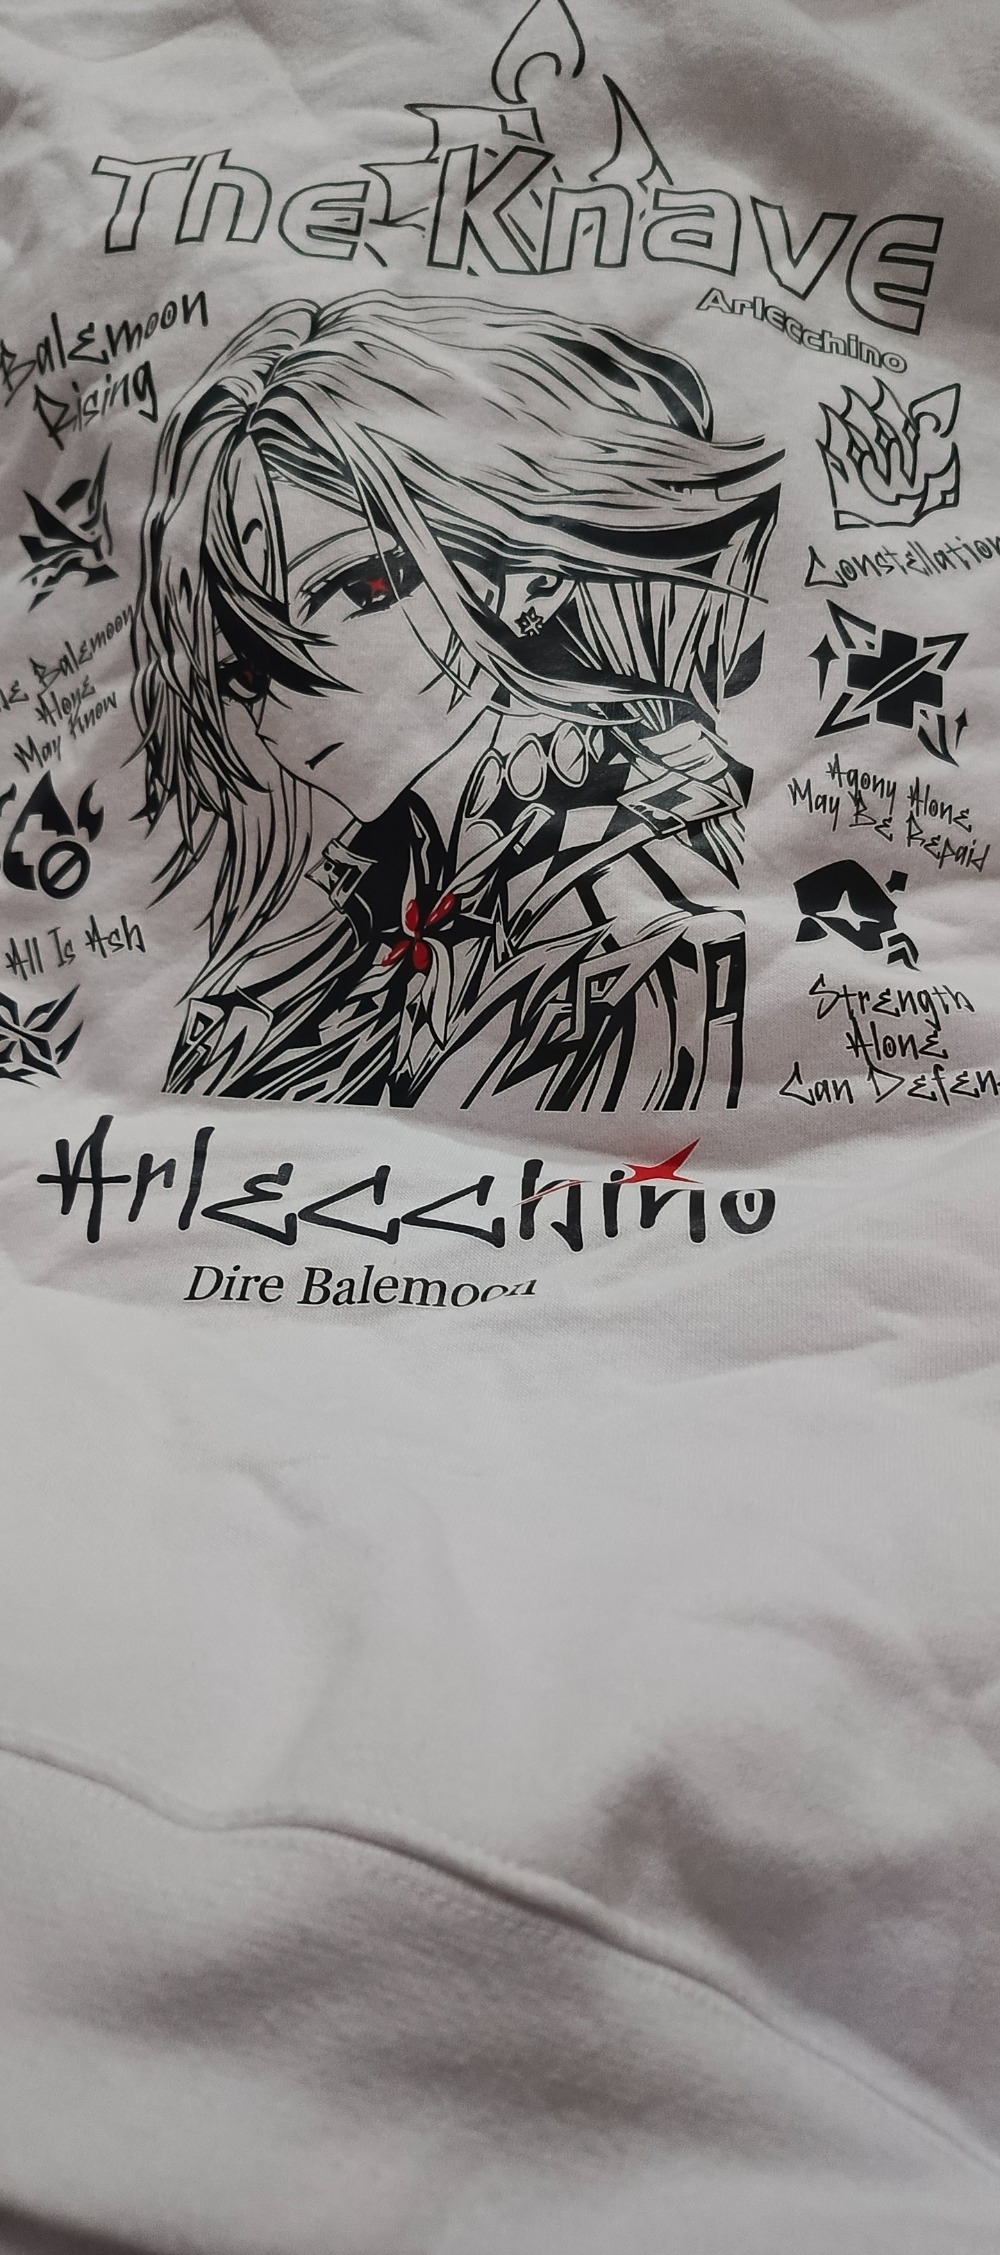 The Knave
Arlecchino
Balemoon
Rising
Constellation
Balemoon
Alone
May Know
Agony Alone
May Be Repaid
All Is Ash
Strength
Alone
Can
Arlecchino
Dire Balemoon